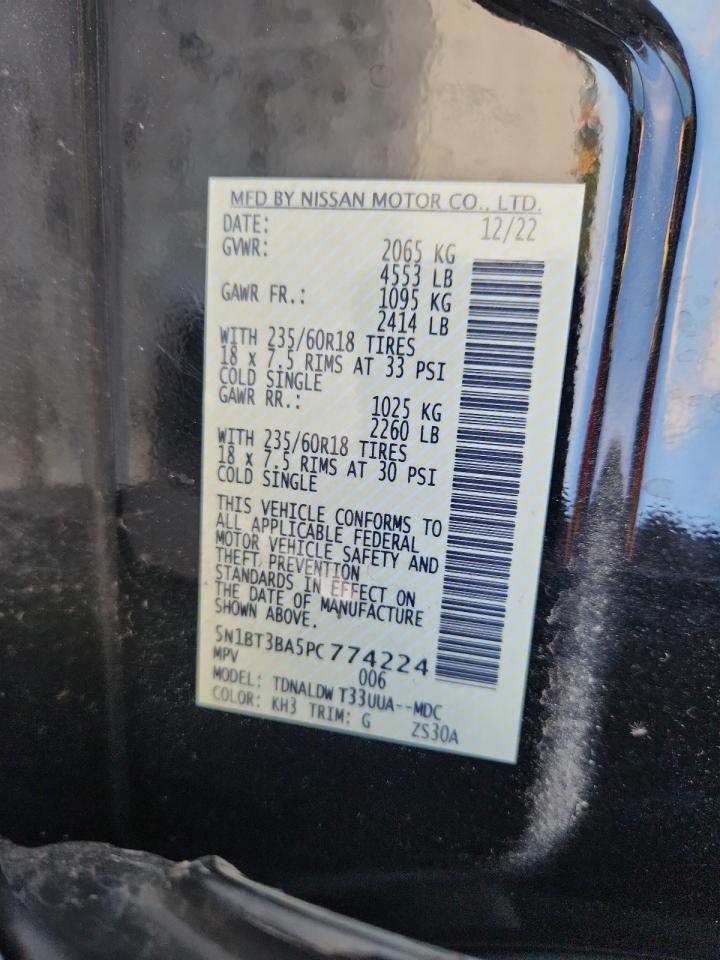 MFD BY NISSAN MOTOR CO., LTD.
DATE: 12/22
GVWR: 2065 KG
4553 LB
GAWR FR.: 1095 KG
2414 LB
WITH 235/60R18 TIRES
18 x 7.5 RIMS AT 33 PSI
COLD SINGLE
GAWR RR.: 1025 KG
2260 LB
WITH 235/60R18 TIRES
18 x 7.5 RIMS AT 30 PSI
COLD SINGLE
THIS VEHICLE CONFORMS TO
ALL APPLICABLE FEDERAL
MOTOR VEHICLE SAFETY AND
THEFT PREVENTION
STANDARDS IN EFFECT ON
THE DATE OF MANUFACTURE
SHOWN ABOVE.
5N1BT3BA5PC774224
MPV 006
MODEL: TDNALDW T33UUA--MDC
COLOR: KH3 TRIM: G ZS30A